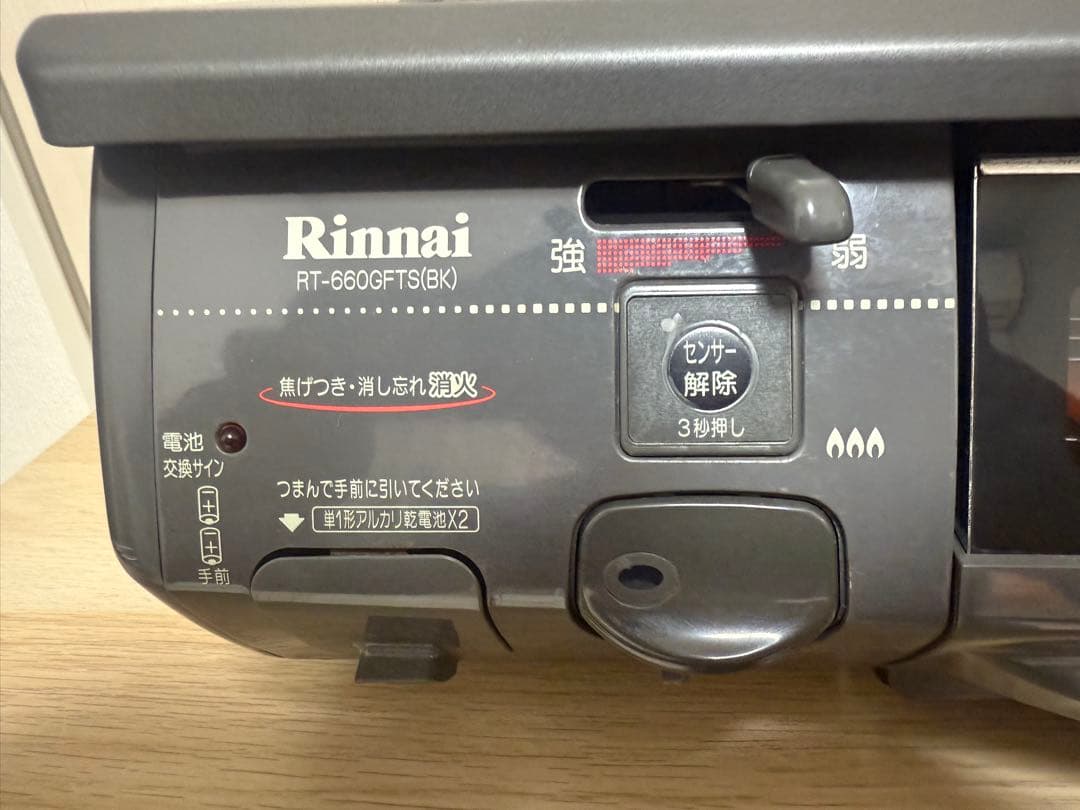 Rinnai
RT-660GFTS(BK)
強 弱
センサー
解除
3秒押し
焦げつき・消し忘れ消火
電池
交換サイン
つまんで手前に引いてください
単1形アルカリ乾電池X2
+
+
手前